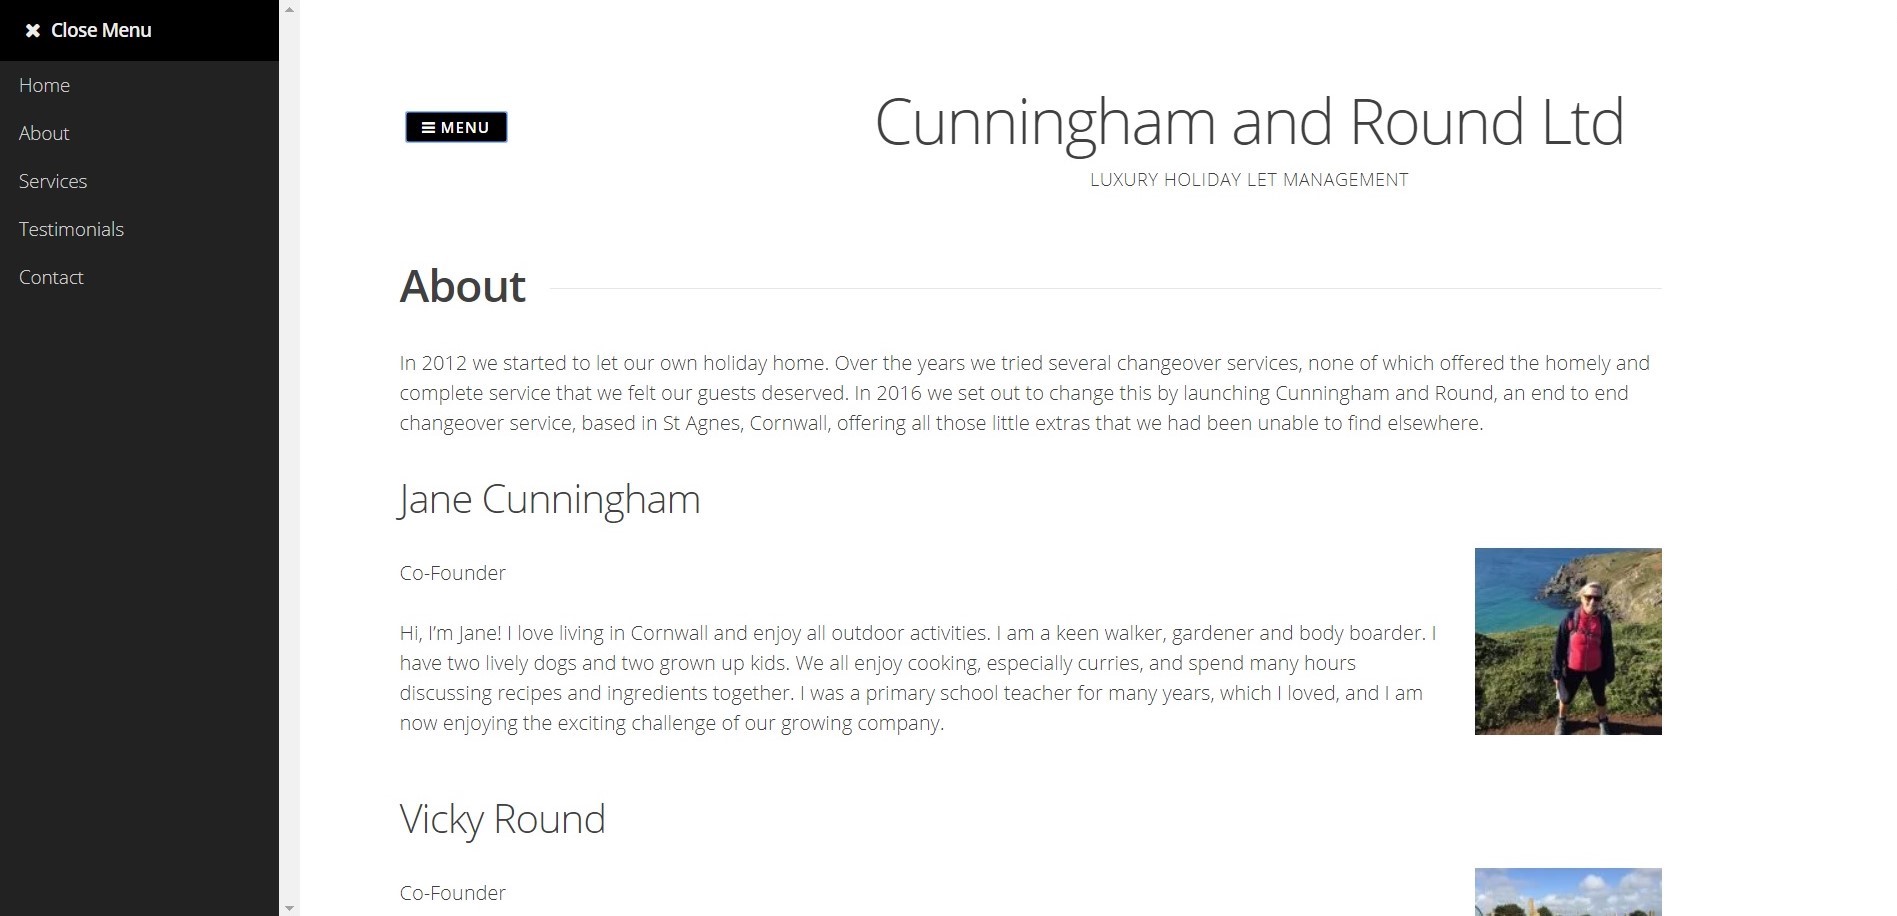 Close Menu
Home
About
Services
Testimonials
Contact
MENU
Cunningham and Round Ltd
LUXURY HOLIDAY LET MANAGEMENT
About
In 2012 we started to let our own holiday home. Over the years we tried several changeover services, none of which offered the homely and
complete service that we felt our guests deserved. In 2016 we set out to change this by launching Cunningham and Round, an end to end
changeover service, based in St Agnes, Cornwall, offering all those little extras that we had been unable to find elsewhere.
Jane Cunningham
Co-Founder
Hi, I’m Jane! I love living in Cornwall and enjoy all outdoor activities. I am a keen walker, gardener and body boarder. I
have two lively dogs and two grown up kids. We all enjoy cooking, especially curries, and spend many hours
discussing recipes and ingredients together. I was a primary school teacher for many years, which I loved, and I am
now enjoying the exciting challenge of our growing company.
Vicky Round
Co-Founder